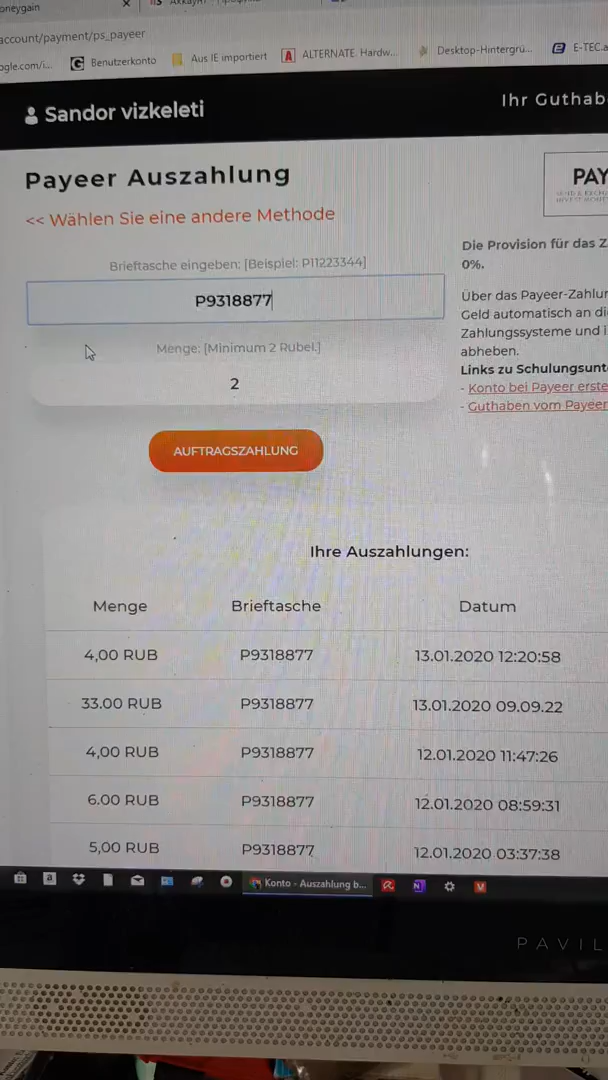 oneygain
account/payment/ps_payeer
ogle.com/i...
Benutzerkonto
Aus IE importiert
ALTERNATE. Hardw...
Desktop-Hintergrü...
E-TEC.a
Sandor vizkeleti
Ihr Guthab
Payeer Auszahlung
PAY
<< Wählen Sie eine andere Methode
Die Provision für das Z
0%.
Brieftasche eingeben: [Beispiel: P11223344]
P9318877
Über das Payeer-Zahlur
Geld automatisch an die
Zahlungssysteme und i
abheben.
Menge: [Minimum 2 Rubel.]
2
Links zu Schulungsunt
- Konto bei Payeer erste
- Guthaben vom Payeer
AUFTRAGSZAHLUNG
Ihre Auszahlungen:
Menge Brieftasche Datum
4,00 RUB P9318877 13.01.2020 12:20:58
33.00 RUB P9318877 13.01.2020 09.09.22
4,00 RUB P9318877 12.01.2020 11:47:26
6.00 RUB P9318877 12.01.2020 08:59:31
5,00 RUB P9318877 12.01.2020 03:37:38
Konto - Auszahlung b...
PAVIL